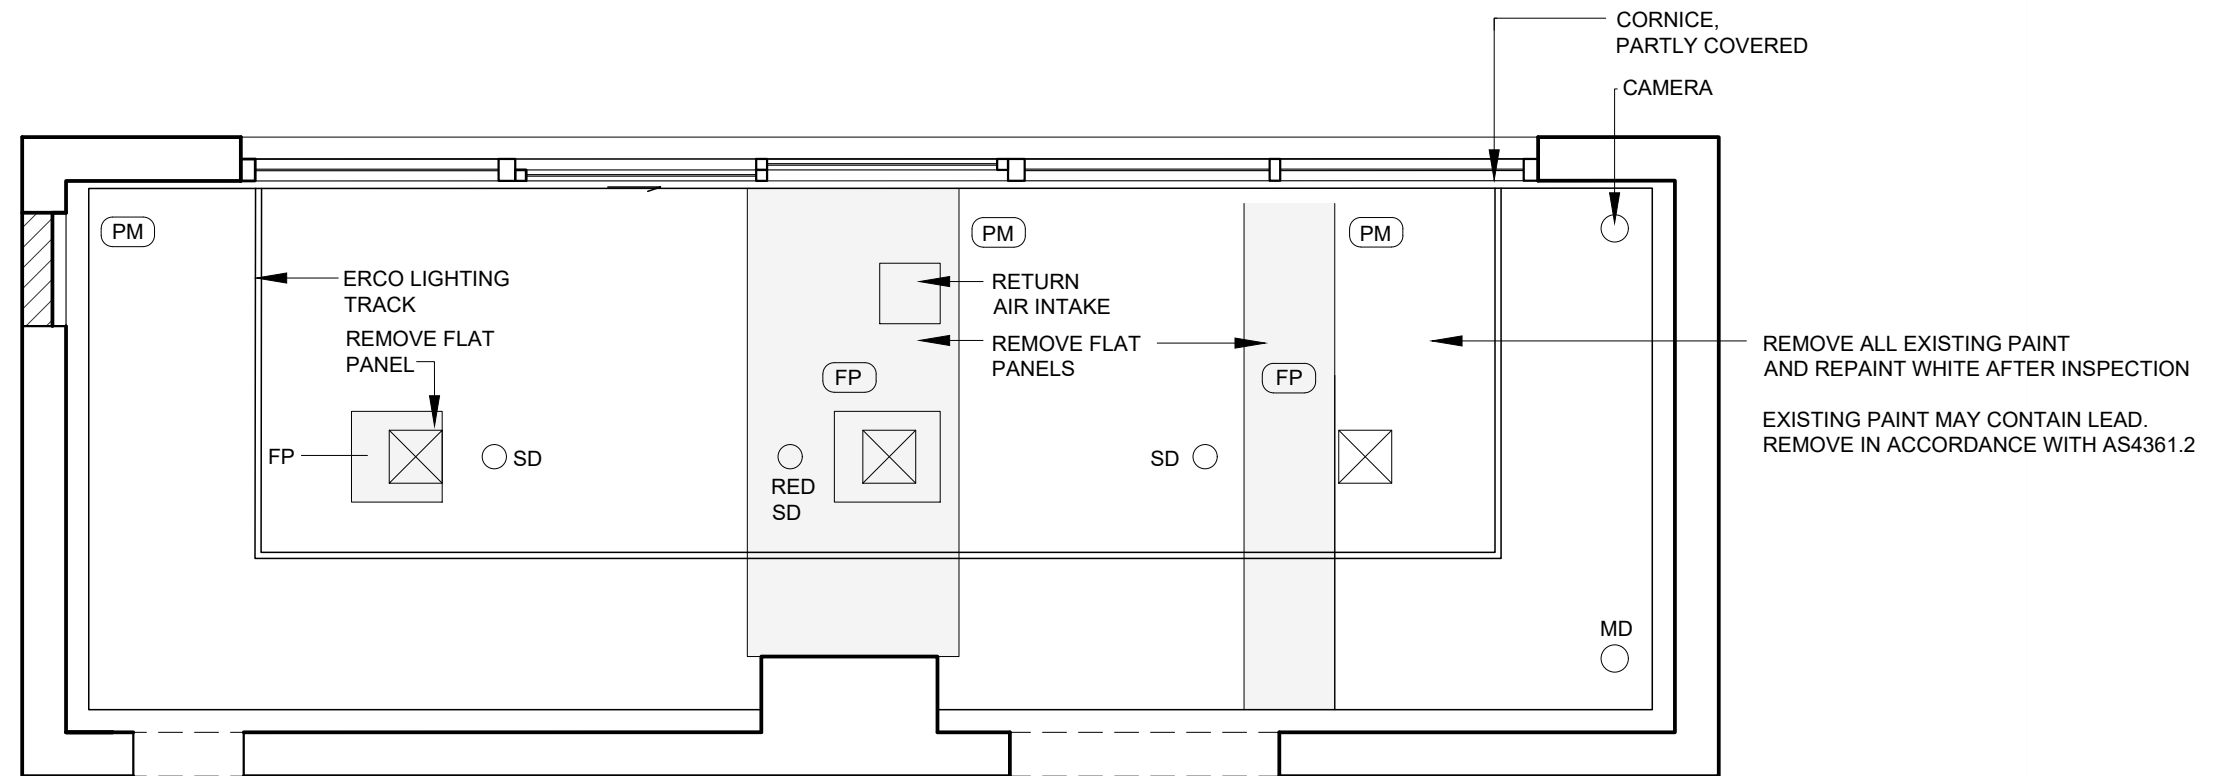 CORNICE,
PARTLY COVERED
CAMERA
PM
PM
PM
ERCO LIGHTING
TRACK
RETURN
AIR INTAKE
REMOVE FLAT
PANEL
REMOVE FLAT
PANELS
REMOVE ALL EXISTING PAINT
AND REPAINT WHITE AFTER INSPECTION
EXISTING PAINT MAY CONTAIN LEAD.
REMOVE IN ACCORDANCE WITH AS4361.2
FP
FP
FP
SD
RED
SD
SD
MD